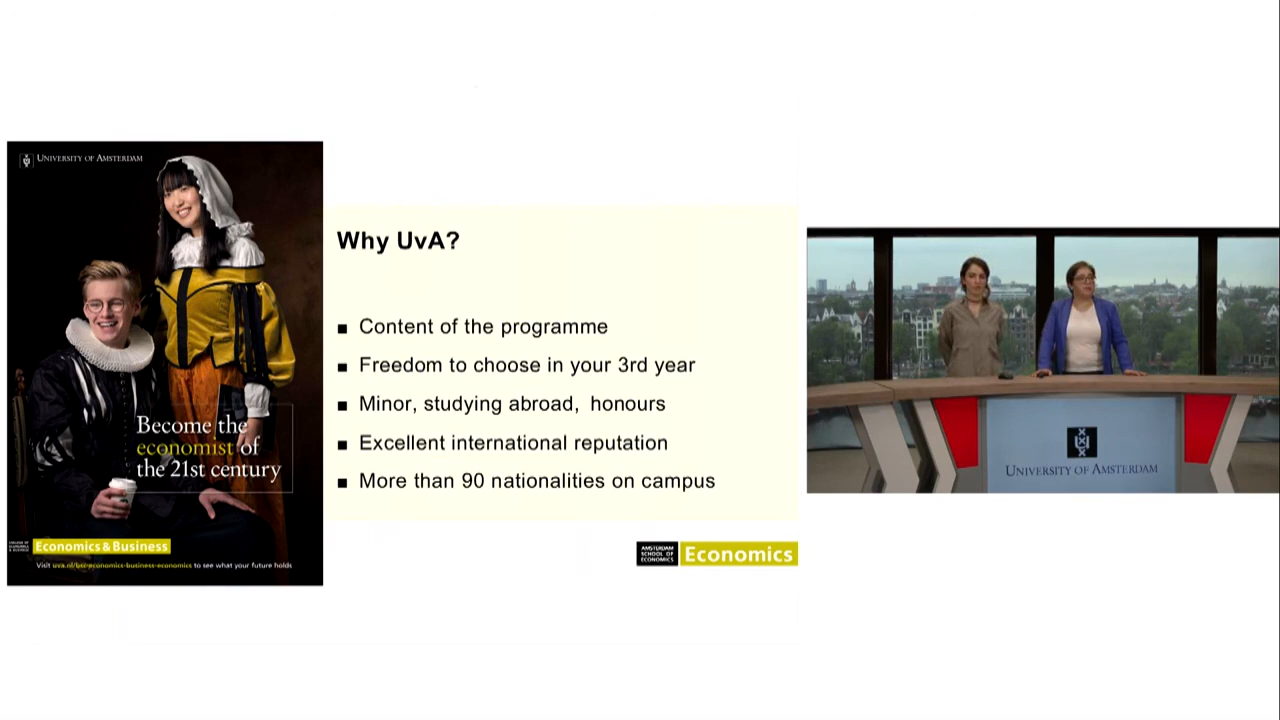 UNIVERSITY OF AMSTERDAM
Become the
economist of
the 21st century
Economics & Business
Visit uva.nl/bsc-economics-business-economics to see what your future holds
Why UvA?
Content of the programme
Freedom to choose in your 3rd year
Minor, studying abroad, honours
Excellent international reputation
More than 90 nationalities on campus
AMSTERDAM
SCHOOL OF
ECONOMICS
Economics
UNIVERSITY OF AMSTERDAM